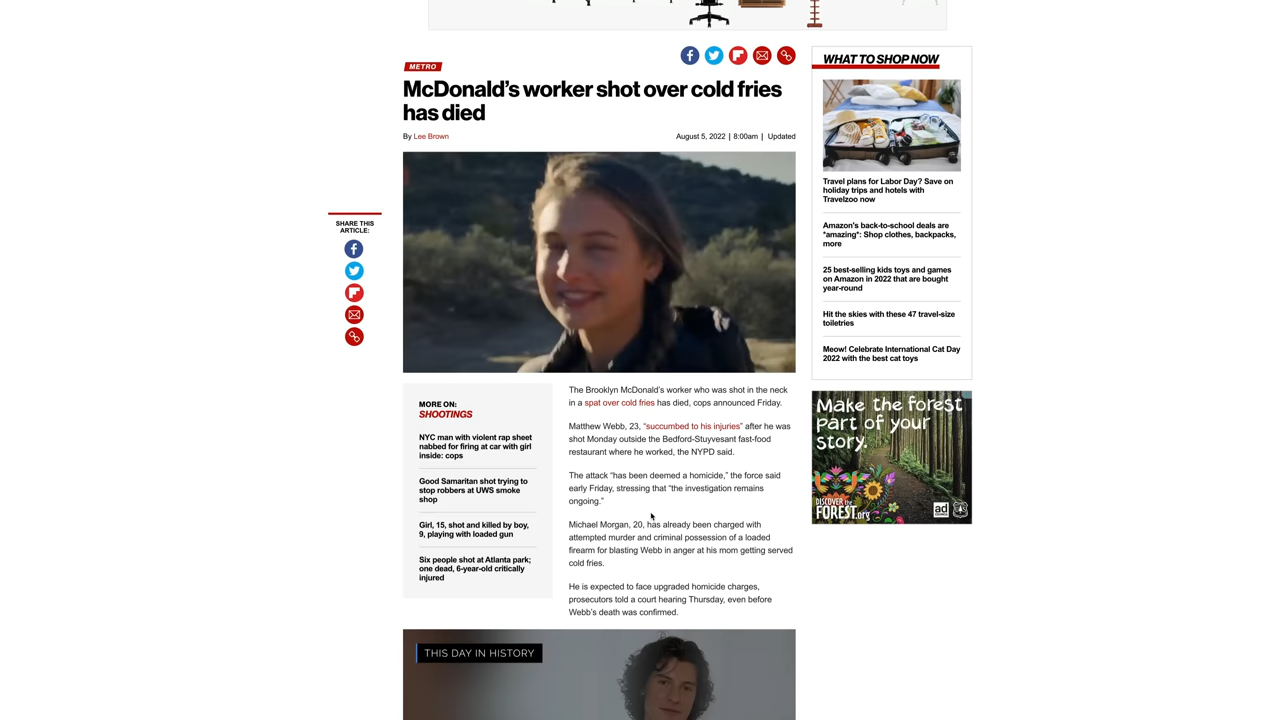 METRO
McDonald's worker shot over cold fries
has died
By Lee Brown
August 5, 2022 | 8:00am | Updated
SHARE THIS
ARTICLE:
MORE ON:
SHOOTINGS
NYC man with violent rap sheet
nabbed for firing at car with girl
inside: cops
Good Samaritan shot trying to
stop robbers at UWS smoke
shop
Girl, 15, shot and killed by boy,
9, playing with loaded gun
Six people shot at Atlanta park;
one dead, 6-year-old critically
injured
The Brooklyn McDonald's worker who was shot in the neck
in a spat over cold fries has died, cops announced Friday.
Matthew Webb, 23, “succumbed to his injuries” after he was
shot Monday outside the Bedford-Stuyvesant fast-food
restaurant where he worked, the NYPD said.
The attack “has been deemed a homicide,” the force said
early Friday, stressing that “the investigation remains
ongoing.”
Michael Morgan, 20, has already been charged with
attempted murder and criminal possession of a loaded
firearm for blasting Webb in anger at his mom getting served
cold fries.
He is expected to face upgraded homicide charges,
prosecutors told a court hearing Thursday, even before
Webb's death was confirmed.
THIS DAY IN HISTORY
WHAT TO SHOP NOW
Travel plans for Labor Day? Save on
holiday trips and hotels with
Travelzoo now
Amazon's back-to-school deals are
*amazing*: Shop clothes, backpacks,
more
25 best-selling kids toys and games
on Amazon in 2022 that are bought
year-round
Hit the skies with these 47 travel-size
toiletries
Meow! Celebrate International Cat Day
2022 with the best cat toys
Make the forest
part of your
story.
DISCOVER the
FOREST.org
ad